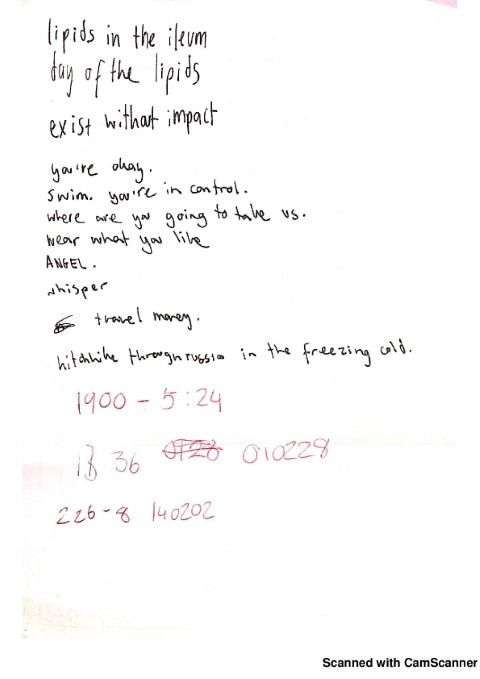 lipids in the ileum
day of the lipids
exist without impact
you're okay.
swim. you're in control.
where are you going to take us.
wear what you like
ANGEL.
whisper
travel money.
hitchhike through russia in the freezing cold.
1900 - 5:24
36 010228
226-8 140202
Scanned with CamScanner